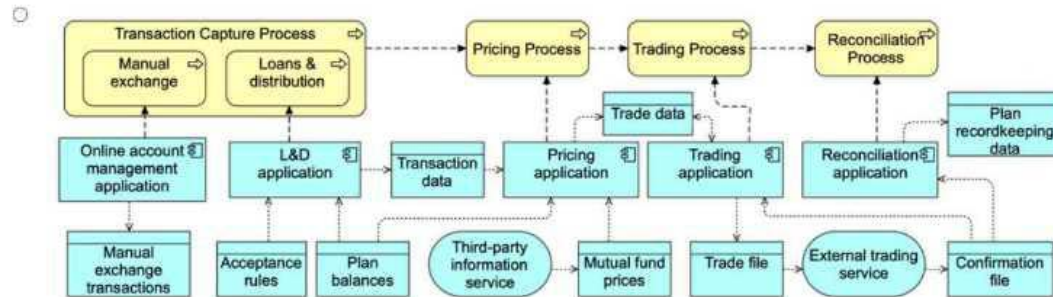 Transaction Capture Process
Manual
exchange
Loans &
distribution
Pricing Process
Trading Process
Reconciliation
Process
Online account
management
application
L&D
application
Transaction
data
Pricing
application
Trade data
Trading
application
Reconciliation
application
Plan
recordkeeping
data
Manual
exchange
transactions
Acceptance
rules
Plan
balances
Third-party
information
service
Mutual fund
prices
Trade file
External trading
service
Confirmation
file